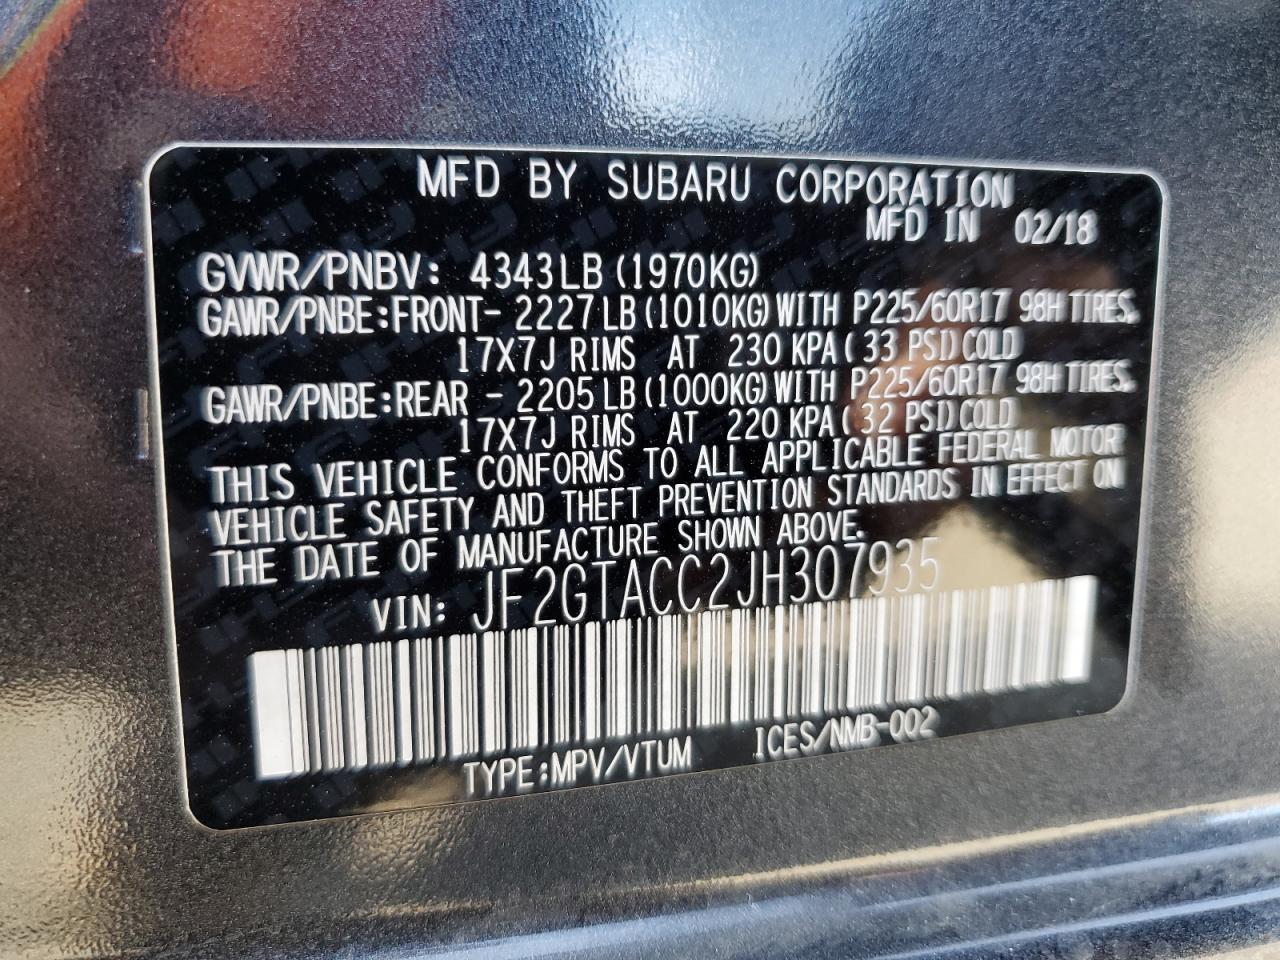 MFD BY SUBARU CORPORATION
MFD IN 02/18
GVWR/PNBV: 4343LB (1970KG)
GAWR/PNBE:FRONT- 2227LB(1010KG)WITH P225/60R17 98H TIRES.
17X7J RIMS AT 230 KPA(33 PSI)COLD
GAWR/PNBE:REAR - 2205LB(1000KG)WITH P225/60R17 98H TIRES.
17X7J RIMS AT 220 KPA(32 PSI)COLD
THIS VEHICLE CONFORMS TO ALL APPLICABLE FEDERAL MOTOR
VEHICLE SAFETY AND THEFT PREVENTION STANDARDS IN EFFECT ON
THE DATE OF MANUFACTURE SHOWN ABOVE.
VIN: JF2GTACC2JH307935
TYPE:MPV/VTUM ICES/NMB-002